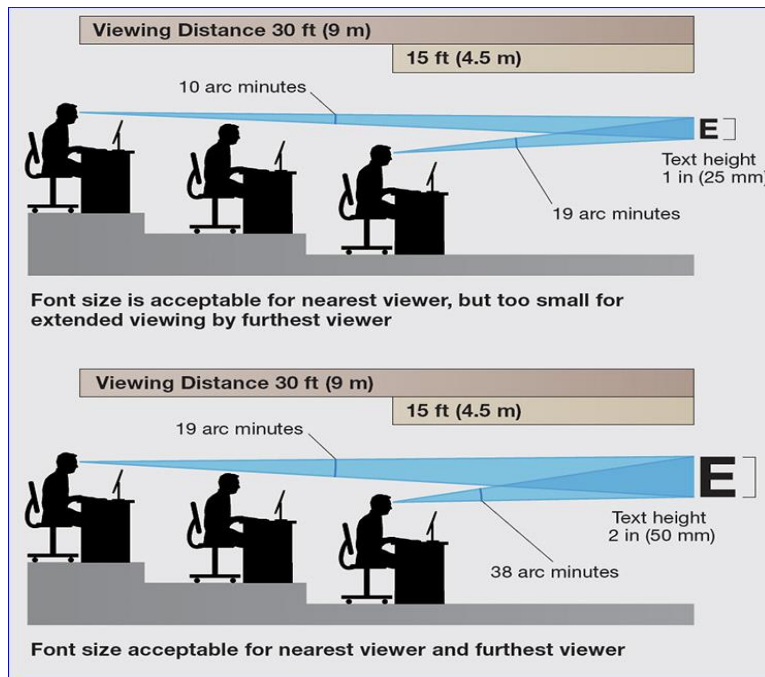 Viewing Distance 30 ft (9 m)
15 ft (4.5 m)
10 arc minutes
E
Text height
1 in (25 mm)
19 arc minutes
Font size is acceptable for nearest viewer, but too small for
extended viewing by furthest viewer
Viewing Distance 30 ft (9 m)
15 ft (4.5 m)
19 arc minutes
E
Text height
2 in (50 mm)
38 arc minutes
Font size acceptable for nearest viewer and furthest viewer